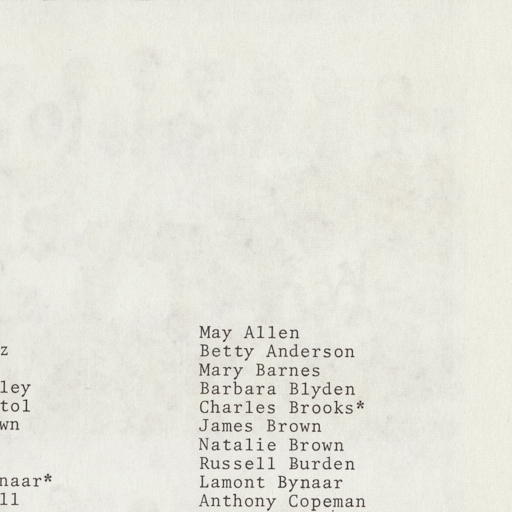 May Allen
z
Betty Anderson
Mary Barnes
ley
Barbara Blyden
tol
Charles Brooks*
wn
James Brown
Natalie Brown
Russell Burden
naar*
Lamont Bynaar
ll
Anthony Copeman